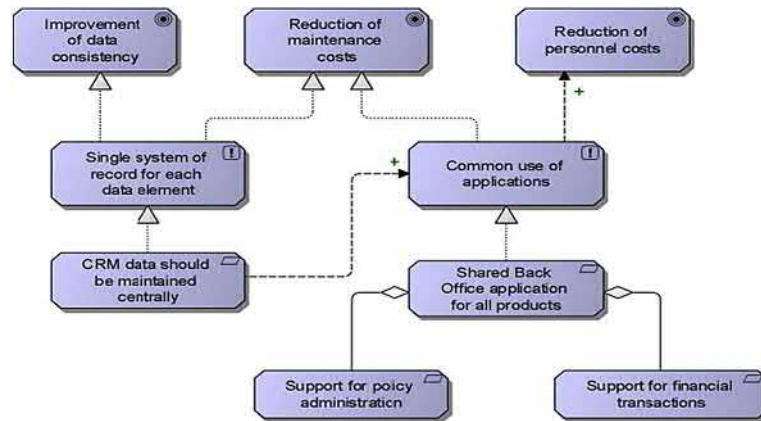 Improvement
of data
consistency
Reduction of
maintenance
costs
Reduction of
personnel costs
+
Single system of
record for each
data element
+
Common use of
applications
CRM data should
be maintained
centrally
Shared Back
Office application
for all products
Support for policy
administration
Support for financial
transactions